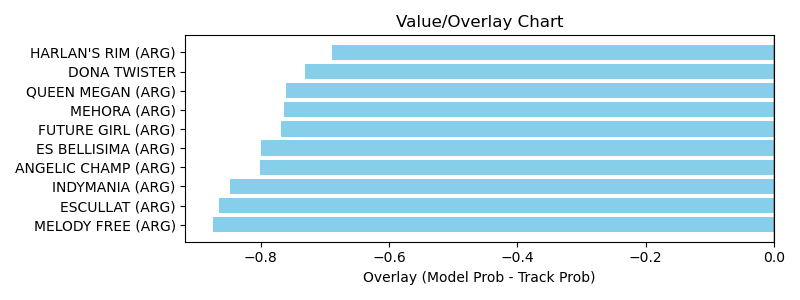 Value/Overlay Chart
HARLAN'S RIM (ARG)
DONA TWISTER
QUEEN MEGAN (ARG)
MEHORA (ARG)
FUTURE GIRL (ARG)
ES BELLISIMA (ARG)
ANGELIC CHAMP (ARG)
INDYMANIA (ARG)
ESCULLAT (ARG)
MELODY FREE (ARG)
−0.8 −0.6 −0.4 −0.2 0.0
Overlay (Model Prob - Track Prob)